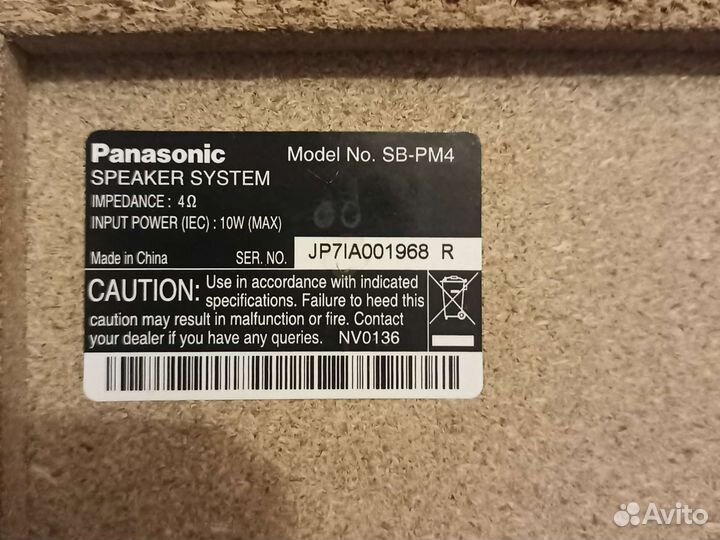 Panasonic Model No. SB-PM4
SPEAKER SYSTEM
IMPEDANCE : 4Ω
INPUT POWER (IEC) : 10W (MAX)
Made in China SER. NO. JP7IA001968 R
CAUTION: Use in accordance with indicated
specifications. Failure to heed this
caution may result in malfunction or fire. Contact
your dealer if you have any queries. NV0136
Avito